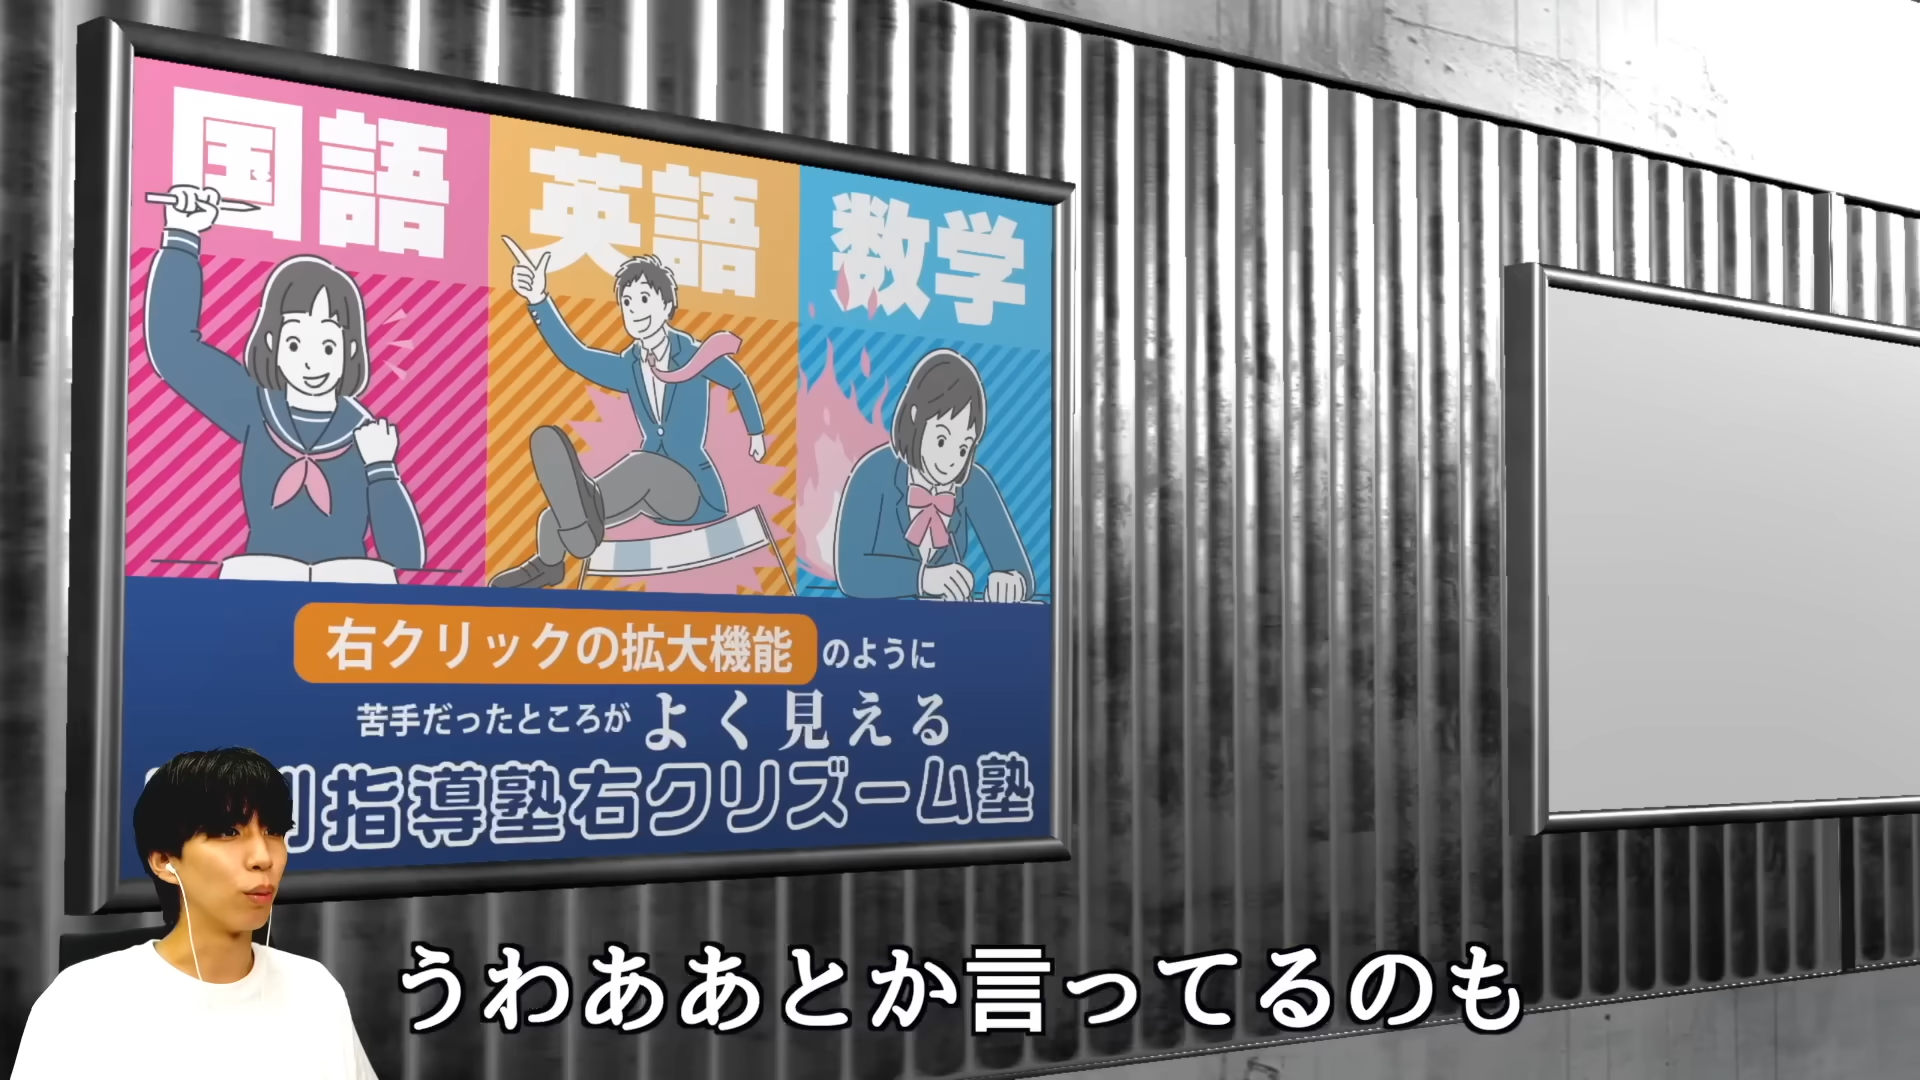 国語
英語
数学
右クリックの拡大機能のように
苦手だったところがよく見える
指導塾右クリズーム塾
うわああとか言ってるのも